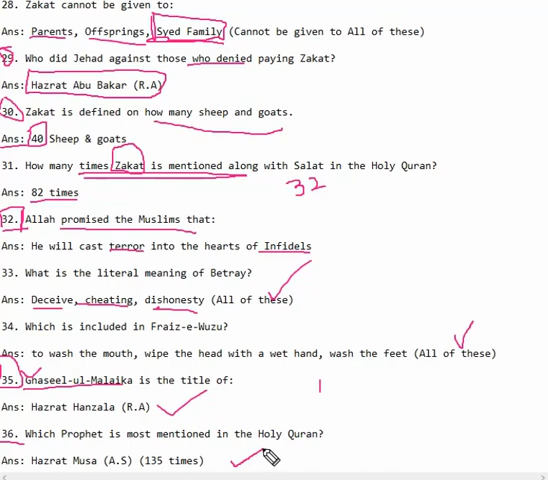 28. Zakat cannot be given to:
Ans: Parents, Offsprings, Syed Family (Cannot be given to All of these)
29. Who did Jehad against those who denied paying Zakat?
Ans: Hazrat Abu Bakar (R.A)
30. Zakat is defined on how many sheep and goats.
Ans: 40 Sheep & goats
31. How many times Zakat is mentioned along with Salat in the Holy Quran?
32
Ans: 82 times
32. Allah promised the Muslims that:
Ans: He will cast terror into the hearts of Infidels
33. What is the literal meaning of Betray?
Ans: Deceive, cheating, dishonesty (All of these)
34. Which is included in Fraiz-e-Wuzu?
Ans: to wash the mouth, wipe the head with a wet hand, wash the feet (All of these)
35. Ghaseel-ul-Malaika is the title of:
Ans: Hazrat Hanzala (R.A)
36. Which Prophet is most mentioned in the Holy Quran?
Ans: Hazrat Musa (A.S) (135 times)